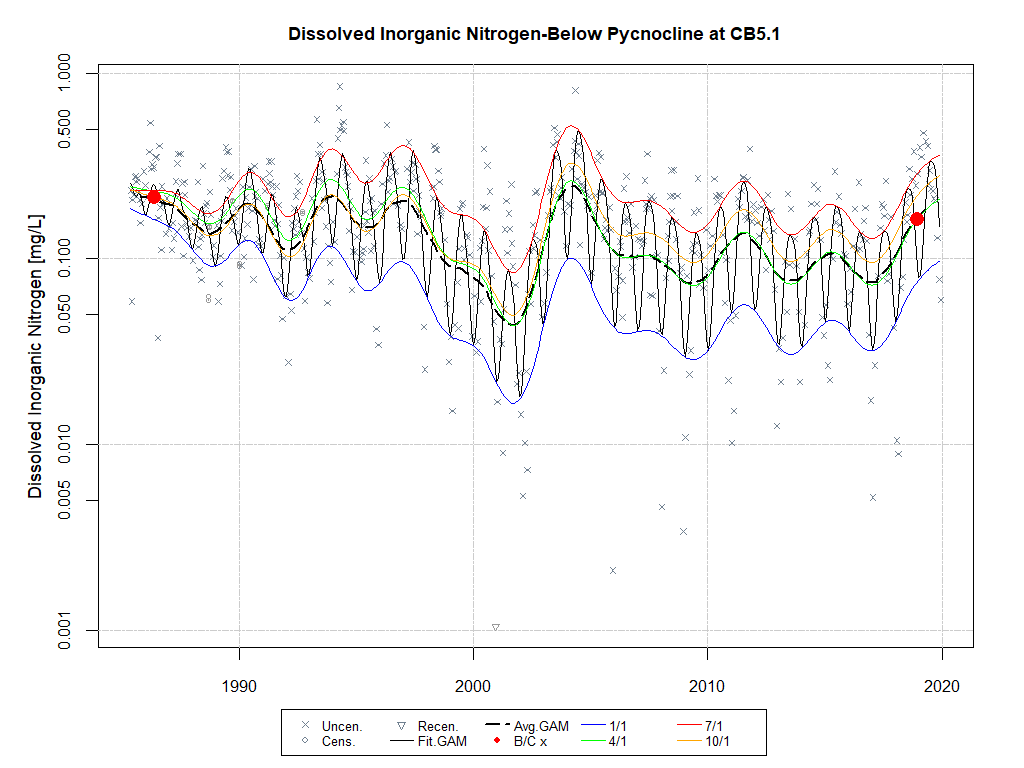 Dissolved Inorganic Nitrogen-Below Pycnocline at CB5.1
Dissolved Inorganic Nitrogen [mg/L]
1.000
0.500
0.100
0.050
0.010
0.005
0.001
1990 2000 2010 2020
Uncen. Recen. Avg.GAM 1/1 7/1
Cens. Fit.GAM B/C x 4/1 10/1